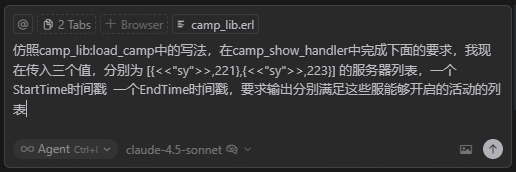 @ 2 Tabs + Browser camp_lib.erl
仿照camp_lib:load_camp中的写法，在camp_show_handler中完成下面的要求，我现
在传入三个值，分别为 [{<<"sy">>,221},{<<"sy">>,223}] 的服务器列表，一个
StartTime时间戳 一个EndTime时间戳，要求输出分别满足这些服能够开启的活动的列
表
∞ Agent Ctrl+I claude-4.5-sonnet